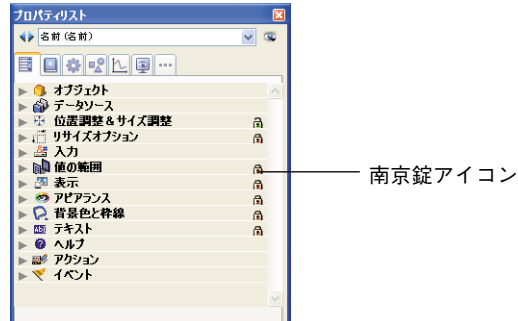 プロパティリスト
名前 (名前)
オブジェクト
データソース
位置調整＆サイズ調整
リサイズオプション
入力
値の範囲
南京錠アイコン
表示
アピアランス
背景色と枠線
テキスト
ヘルプ
アクション
イベント